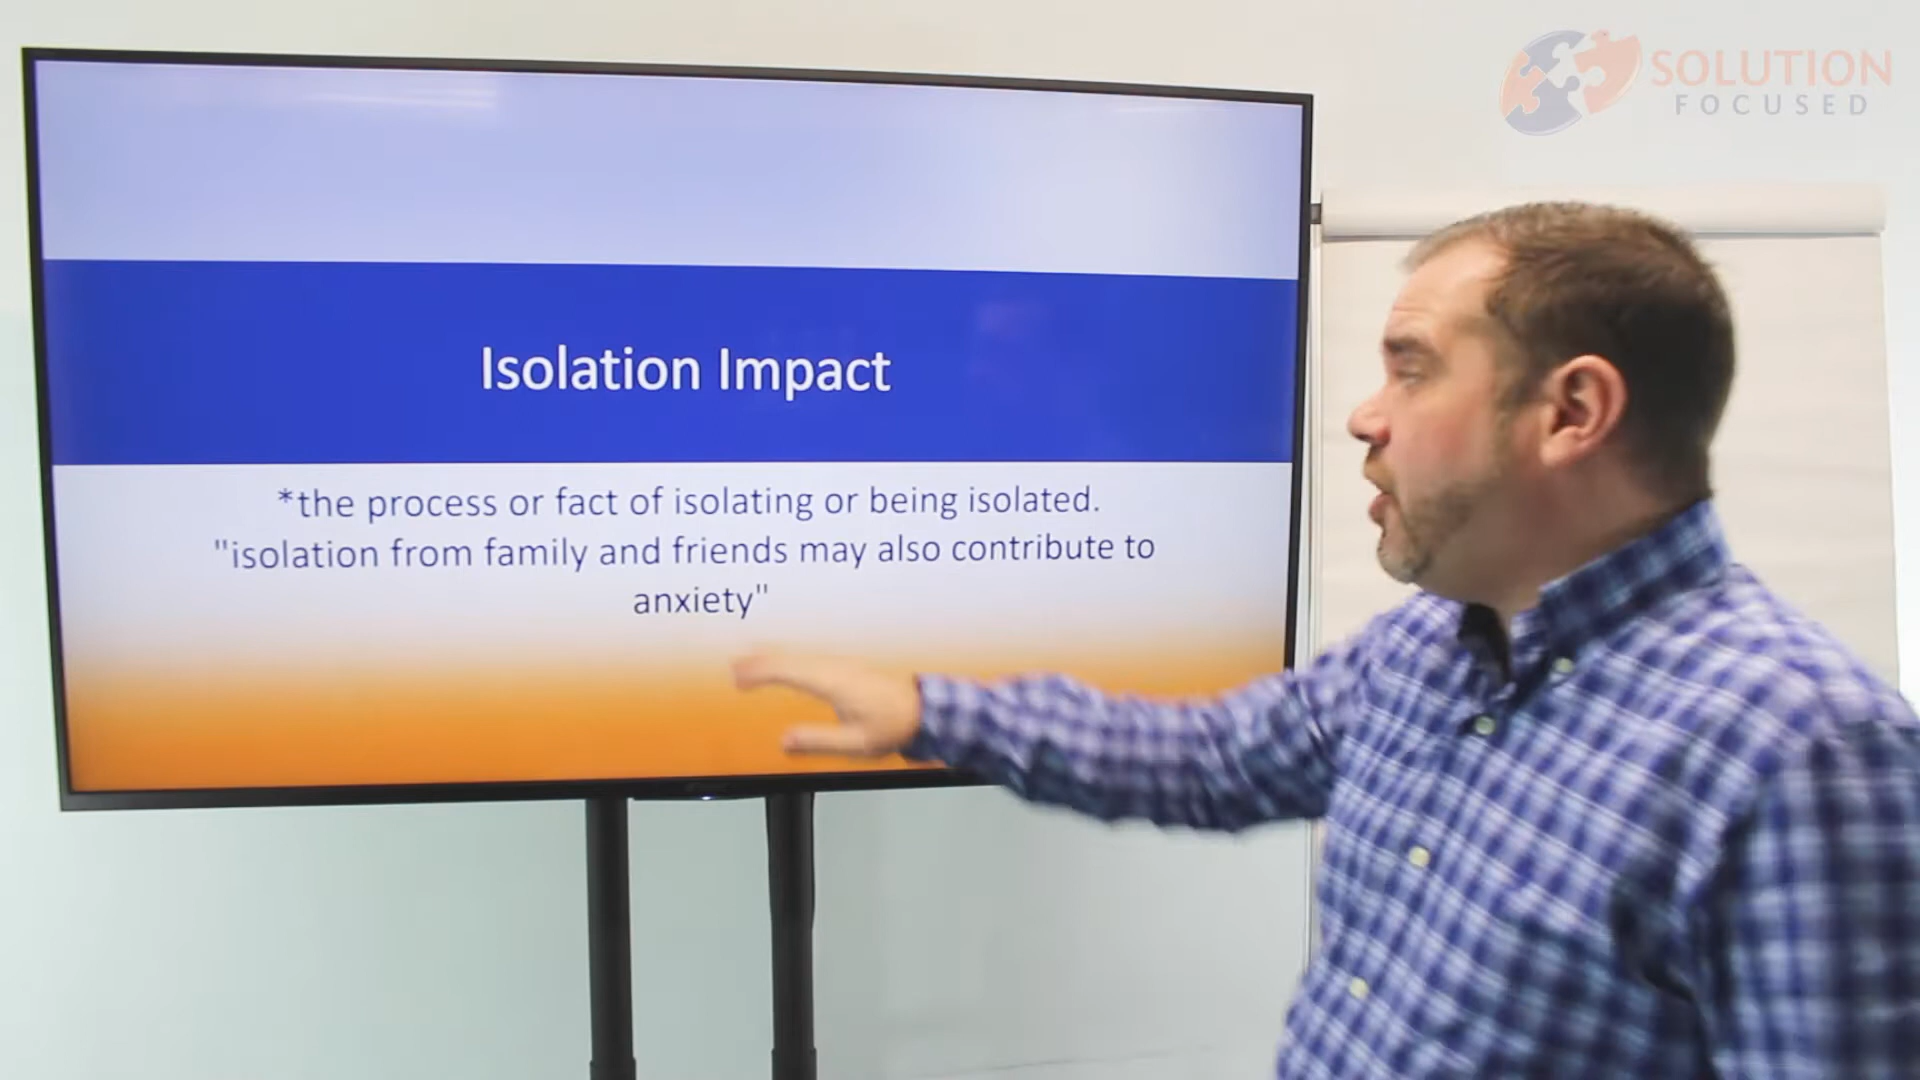 SOLUTION
FOCUSED
Isolation Impact
*the process or fact of isolating or being isolated.
"isolation from family and friends may also contribute to
anxiety"